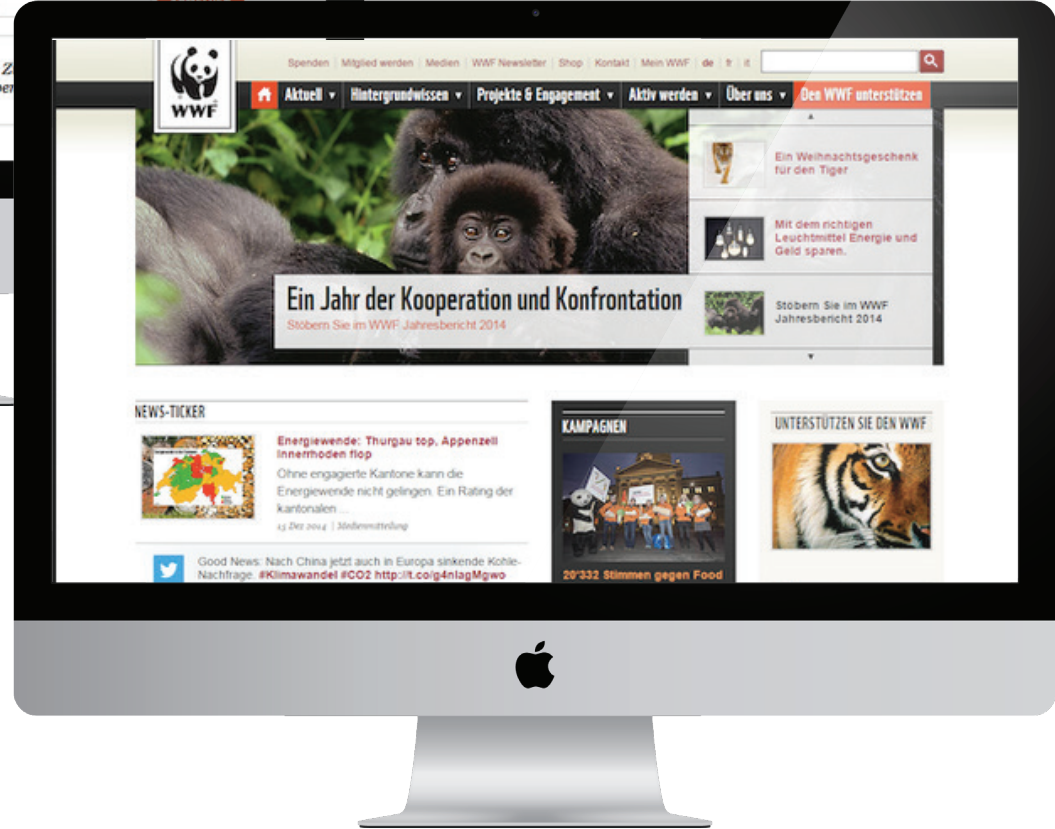 WWF
Spenden | Mitglied werden | Medien | WWF Newsletter | Shop | Kontakt | Mein WWF | de | fr | it
Aktuell Hintergrundwissen Projekte & Engagement Aktiv werden Über uns Den WWF unterstützen
Ein Jahr der Kooperation und Konfrontation
Stöbern Sie im WWF Jahresbericht 2014
Ein Weihnachtsgeschenk
für den Tiger
Mit dem richtigen
Leuchtmittel Energie und
Geld sparen.
Stöbern Sie im WWF
Jahresbericht 2014
NEWS-TICKER
Energiewende: Thurgau top, Appenzell
Innerrhoden flop
Ohne engagierte Kantone kann die
Energiewende nicht gelingen. Ein Rating der
kantonalen ...
15 Dez 2014 | Medienmitteilung
Good News: Nach China jetzt auch in Europa sinkende Kohle-
Nachfrage. #Klimawandel #CO2 http://t.co/g4nlagMgwo
KAMPAGNEN
20'332 Stimmen gegen Food
UNTERSTÜTZEN SIE DEN WWF